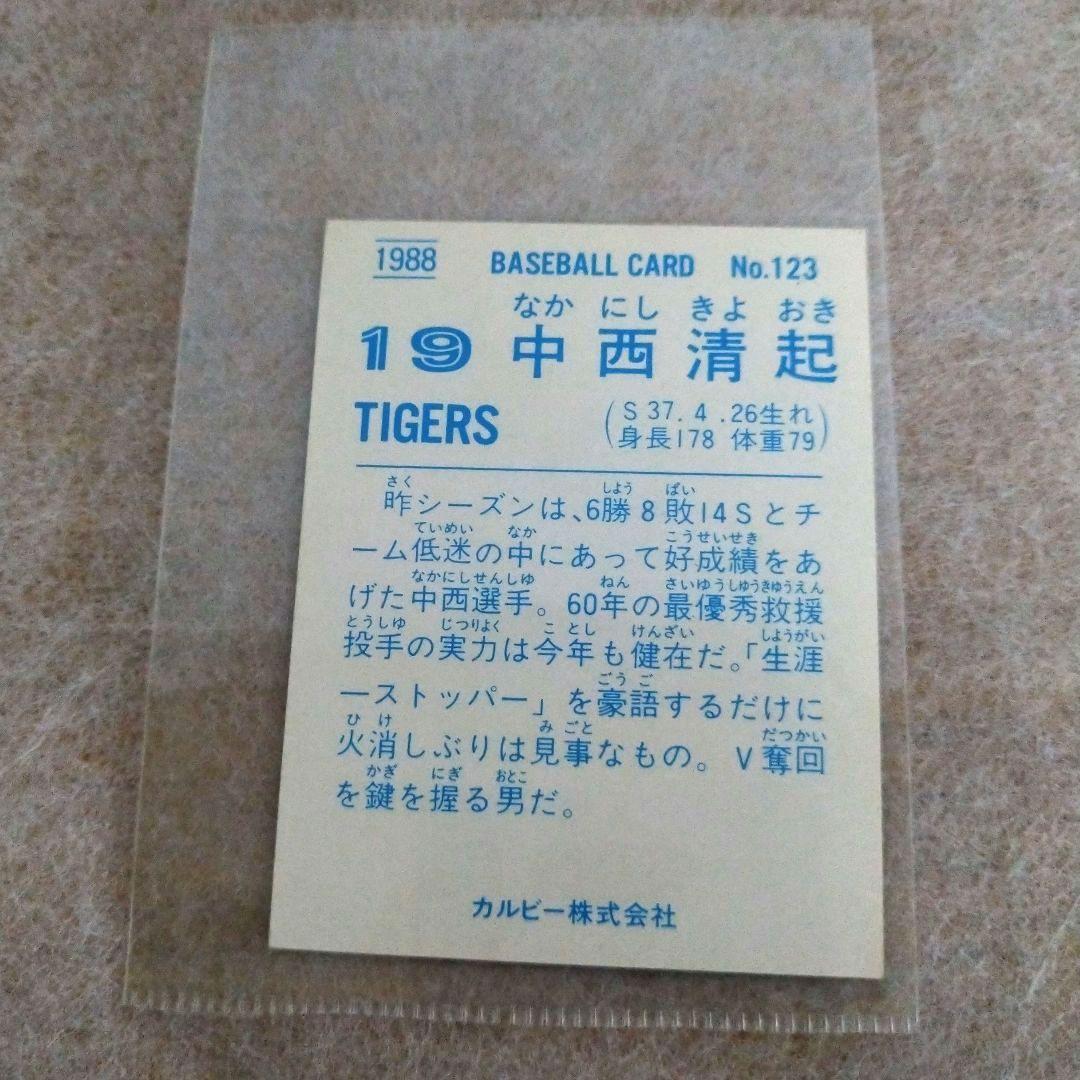 1988 BASEBALL CARD No.123
なか にし きよ おき
19 中西清起
TIGERS (S 37. 4 .26生れ
身長178 体重79)
さく しよう ぱい
昨シーズンは、6勝8敗14Sとチ
ていめい なか こうせいせき
ーム低迷の中にあって好成績をあ
なかにしせんしゆ ねん さいゆうしゆうきゆうえん
げた中西選手。60年の最優秀救援
とうしゆ じつりよく こ とし けんざい しようがい
投手の実力は今年も健在だ。「生涯
ごう ご
一ストッパー」を豪語するだけに
ひ け み ごと だつかい
火消しぶりは見事なもの。V奪回
かぎ にぎ おとこ
を鍵を握る男だ。
カルビー株式会社